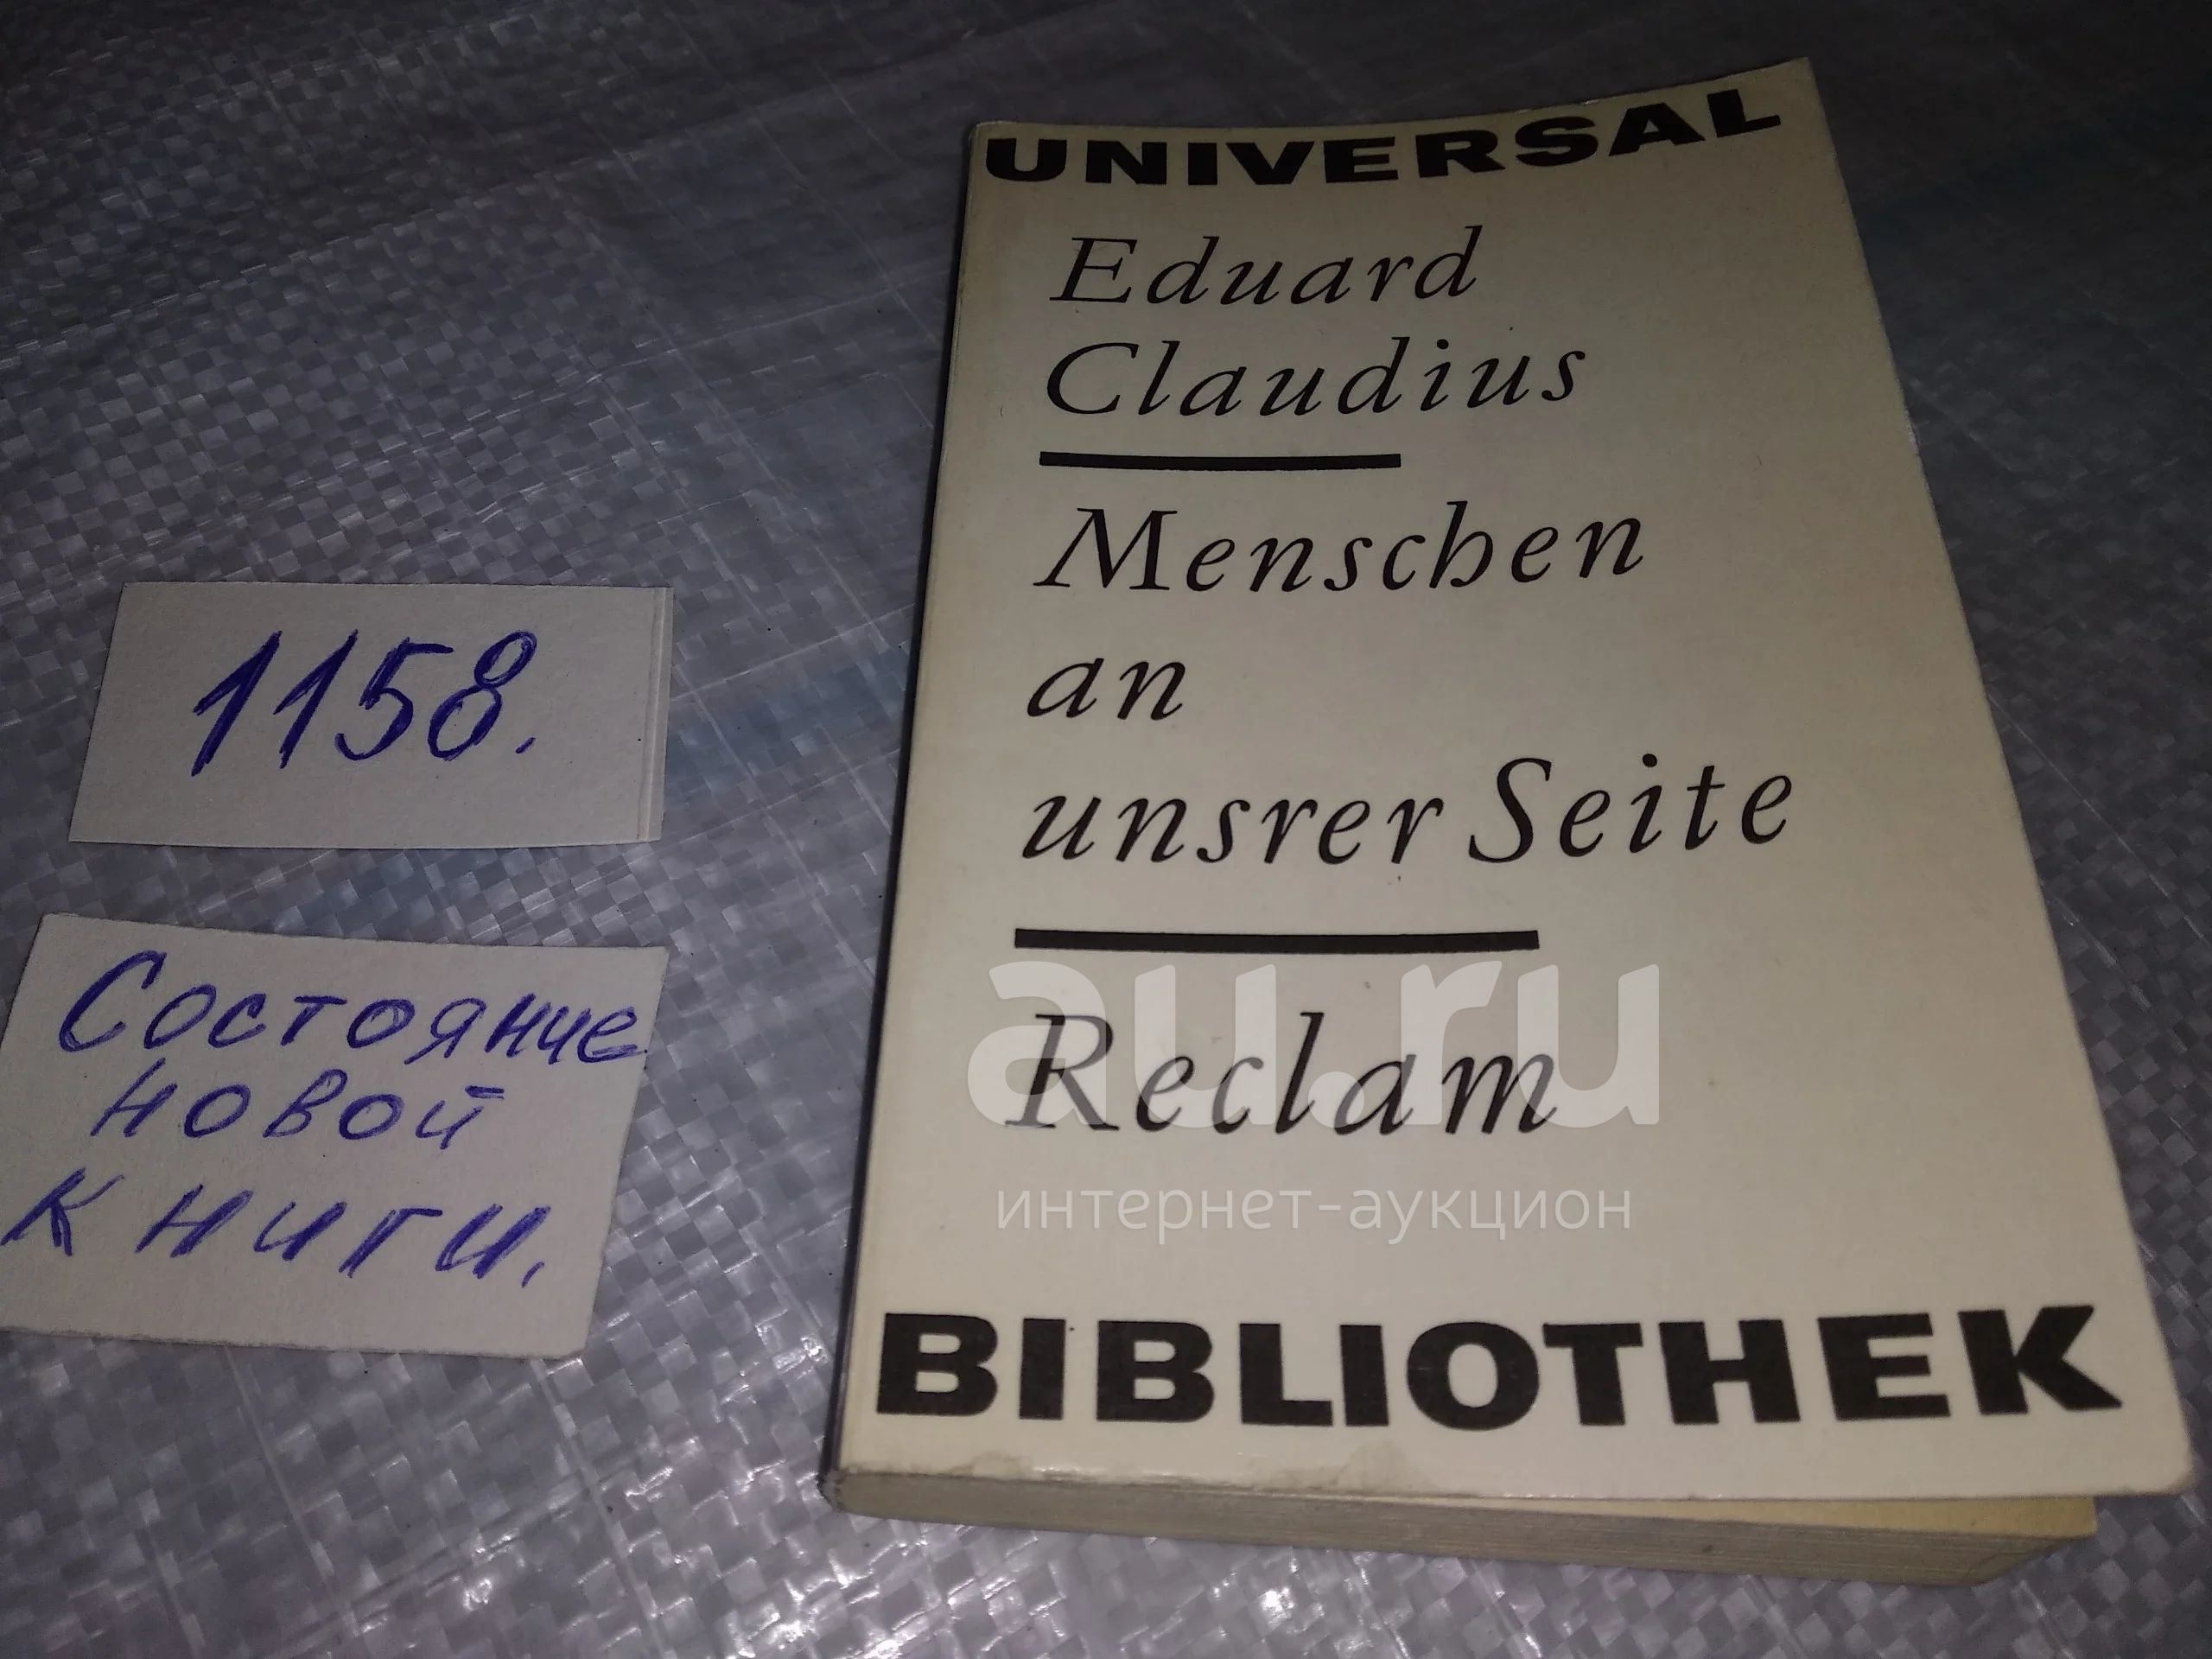 UNIVERSAL
Eduard
Claudius
Menschen
an
unsrer Seite
Reclam
BIBLIOTHEK
1158.
Состояние
новой
книги.
au.ru
интернет-аукцион